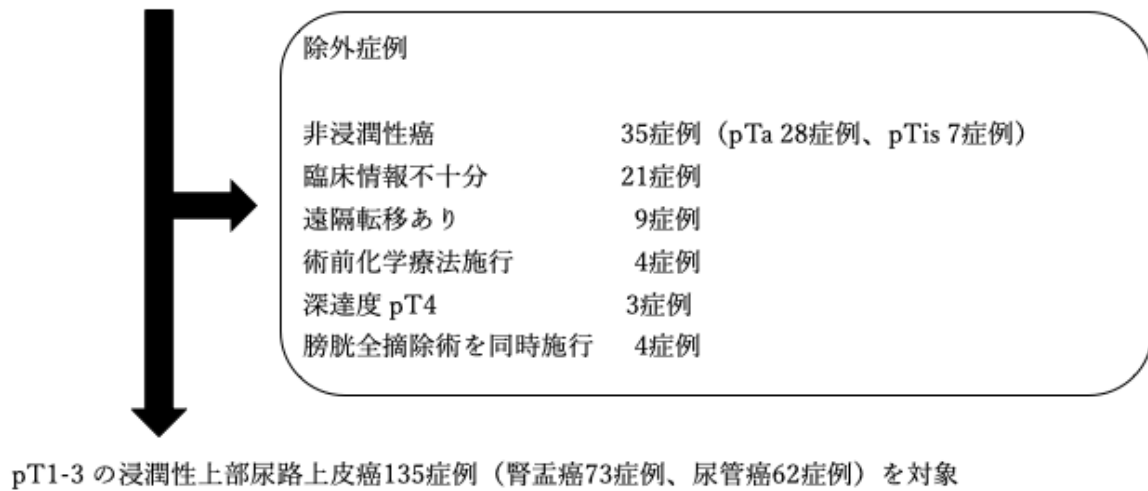 除外症例
非浸潤性癌 35症例（pTa 28症例、pTis 7症例）
臨床情報不十分 21症例
遠隔転移あり 9症例
術前化学療法施行 4症例
深達度 pT4 3症例
膀胱全摘除術を同時施行 4症例
pT1-3 の浸潤性上部尿路上皮癌135症例（腎盂癌73症例、尿管癌62症例）を対象